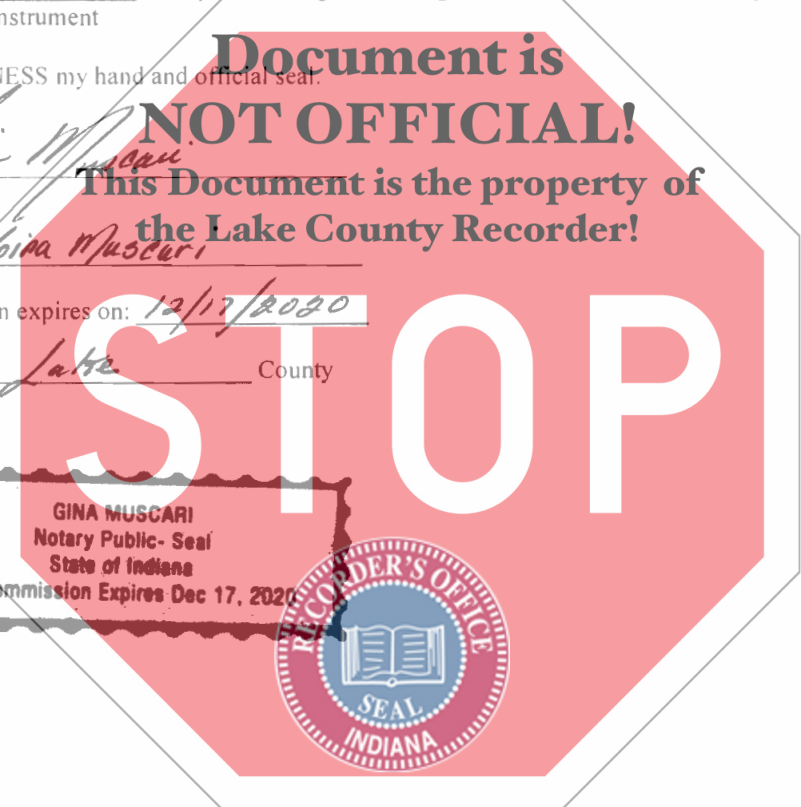 nstrument
NESS my hand and official seal:
Document is
NOT OFFICIAL!
Muscari
This Document is the property of
the Lake County Recorder!
ina Muscari
n expires on: 12/17/2020
Lake County
STOP
GINA MUSCARI
Notary Public- Seal
State of Indiana
ommission Expires Dec 17, 2020
RECORDER'S OFFICE
SEAL
INDIANA